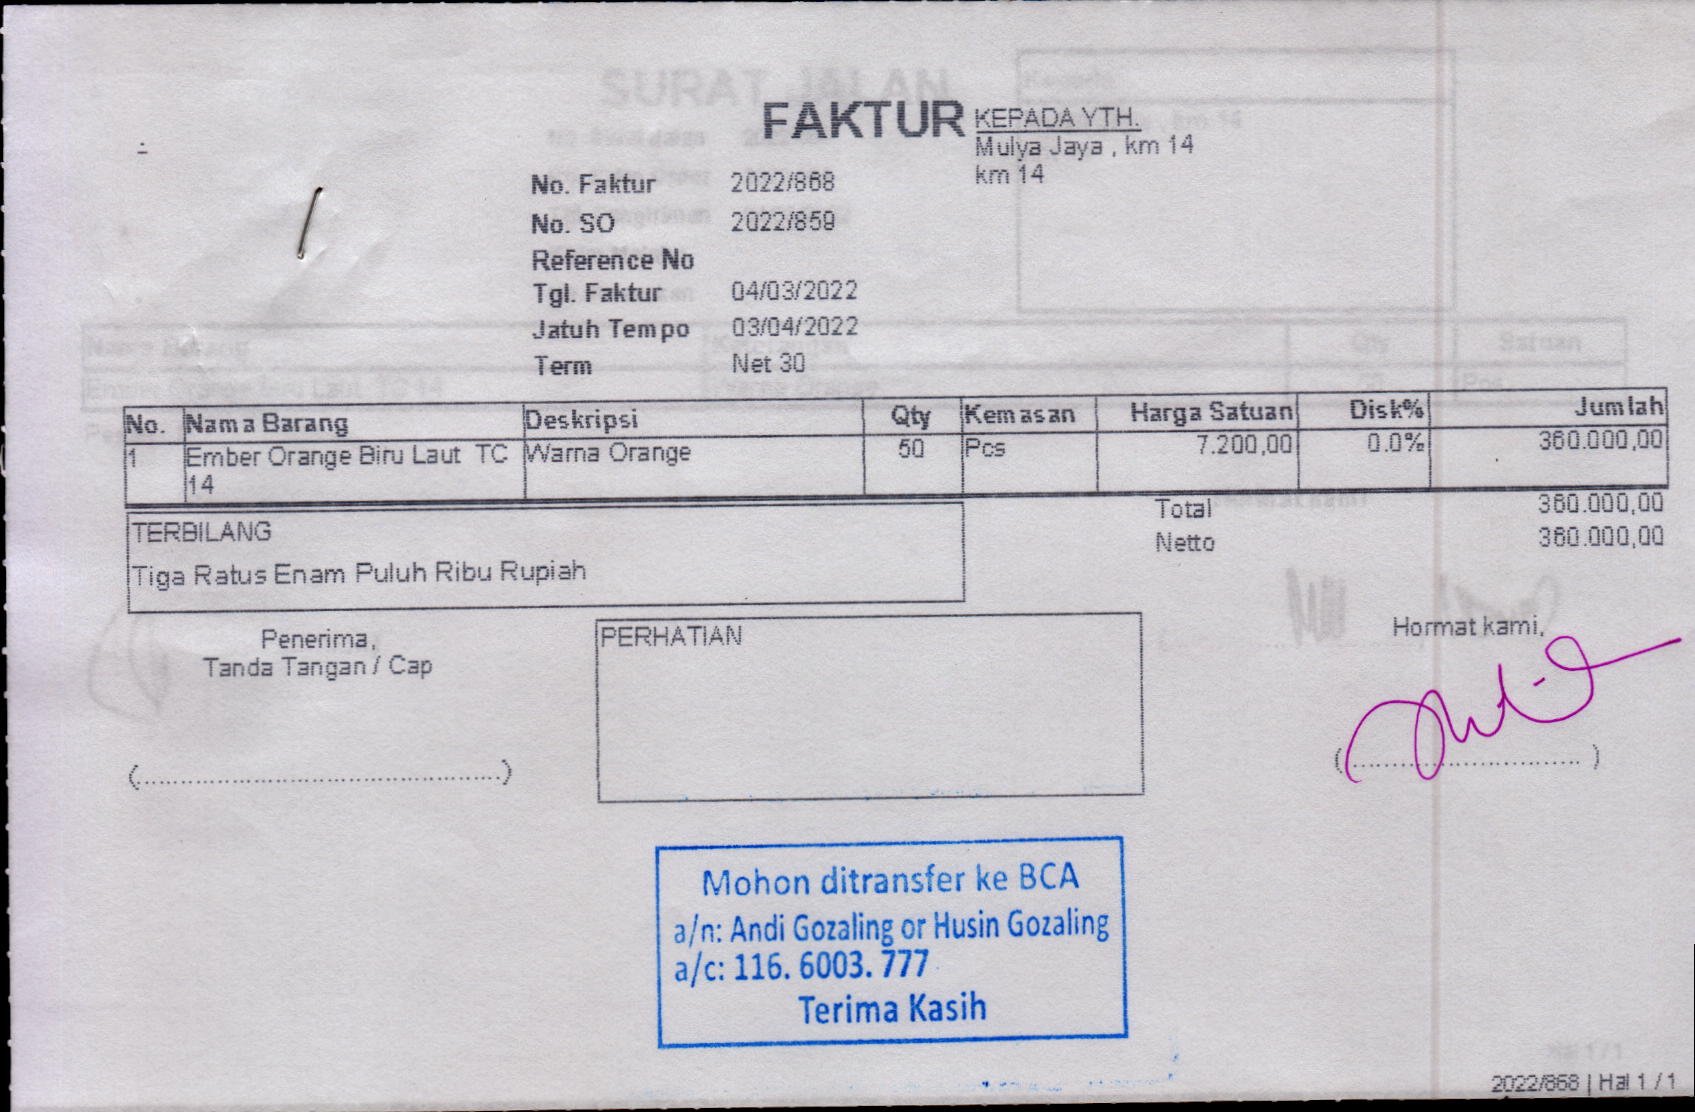 FAKTUR
KEPADA YTH.
Mulya Jaya , km 14
km 14
No. Faktur 2022/868
No. SO 2022/859
Reference No
Tgl. Faktur 04/03/2022
Jatuh Tempo 03/04/2022
Term Net 30
No. Nama Barang Deskripsi Qty Kemasan Harga Satuan Disk% Jumlah
1 Ember Orange Biru Laut TC 14 Warna Orange 50 Pcs 7.200,00 0.0% 360.000,00
Total 360.000,00
Netto 360.000,00
TERBILANG
Tiga Ratus Enam Puluh Ribu Rupiah
Penerima,
Tanda Tangan / Cap
PERHATIAN
Hormat kami,
Mohon ditransfer ke BCA
a/n: Andi Gozaling or Husin Gozaling
a/c: 116. 6003. 777
Terima Kasih
2022/868 | Hal 1 / 1